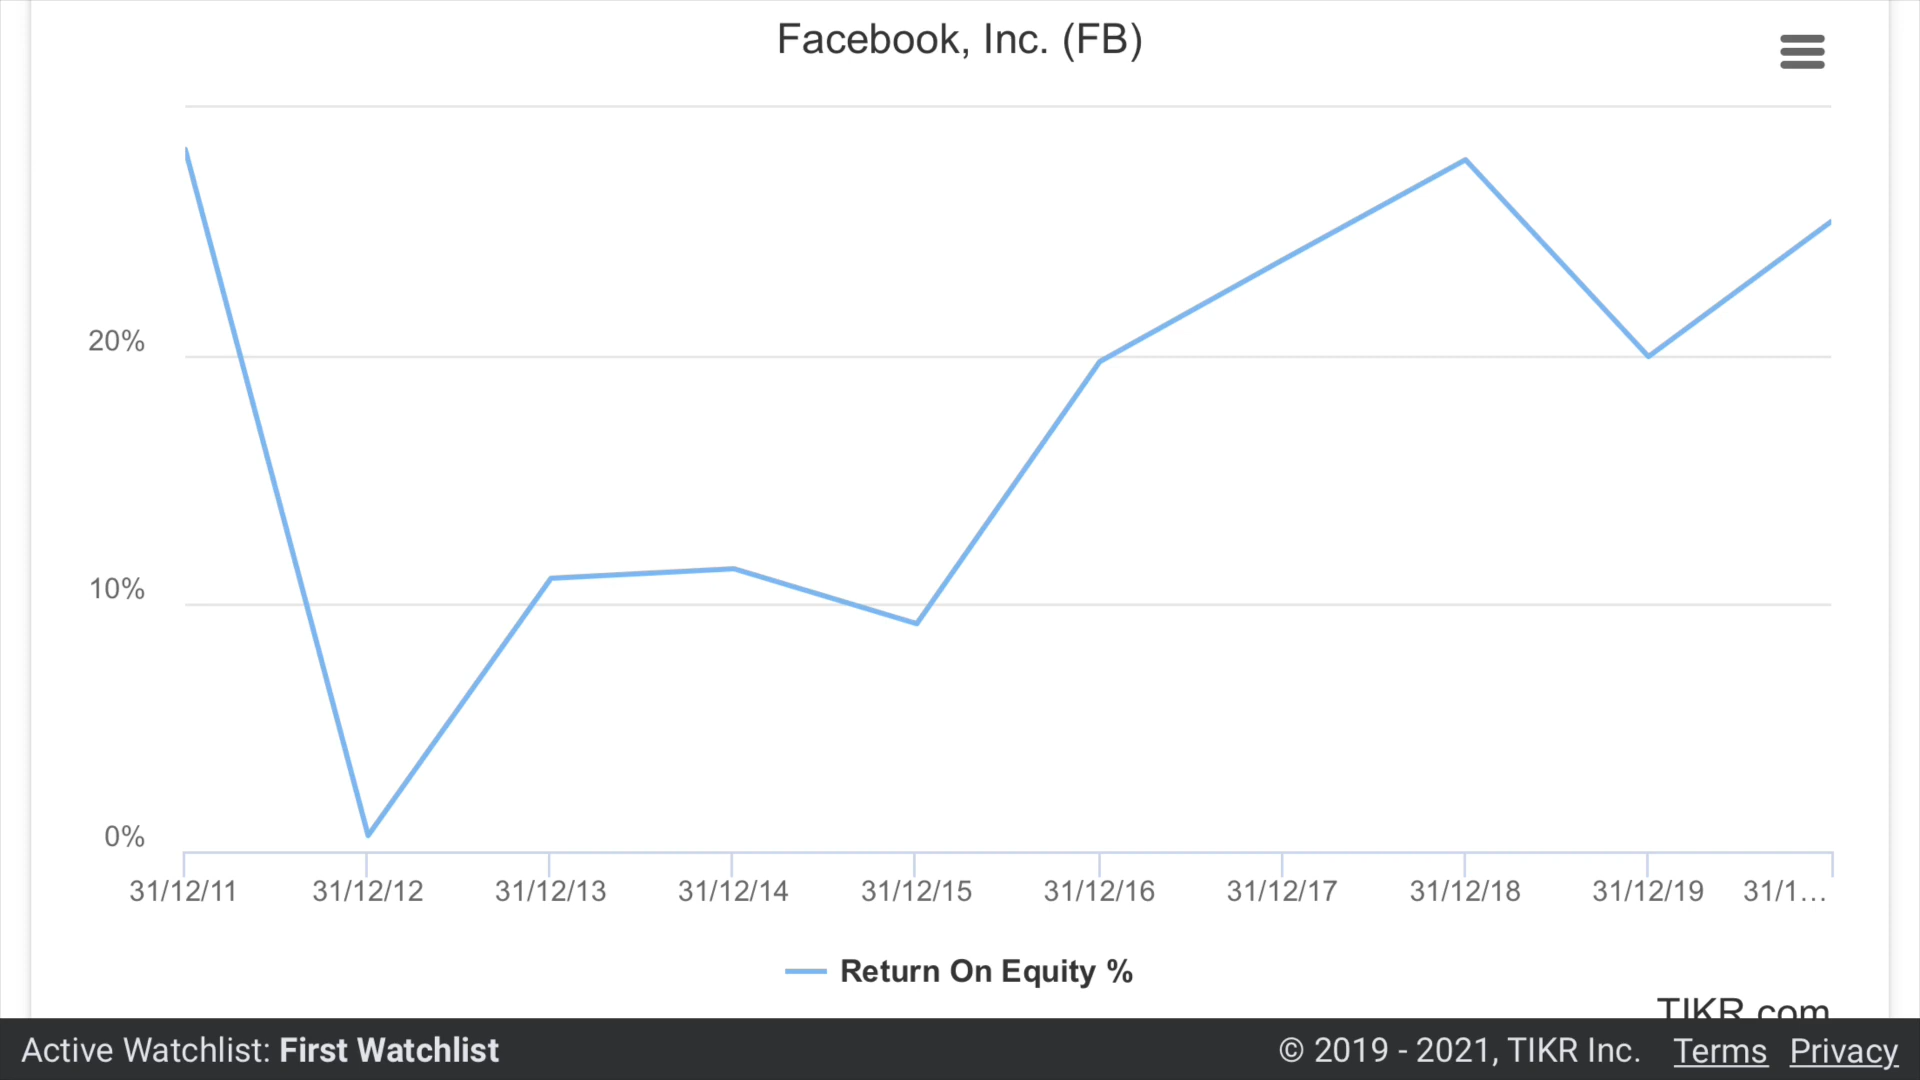 Facebook, Inc. (FB)
20%
10%
0%
31/12/11 31/12/12 31/12/13 31/12/14 31/12/15 31/12/16 31/12/17 31/12/18 31/12/19 31/1...
Return On Equity %
TIKR.com
Active Watchlist: First Watchlist © 2019 - 2021, TIKR Inc. Terms Privacy